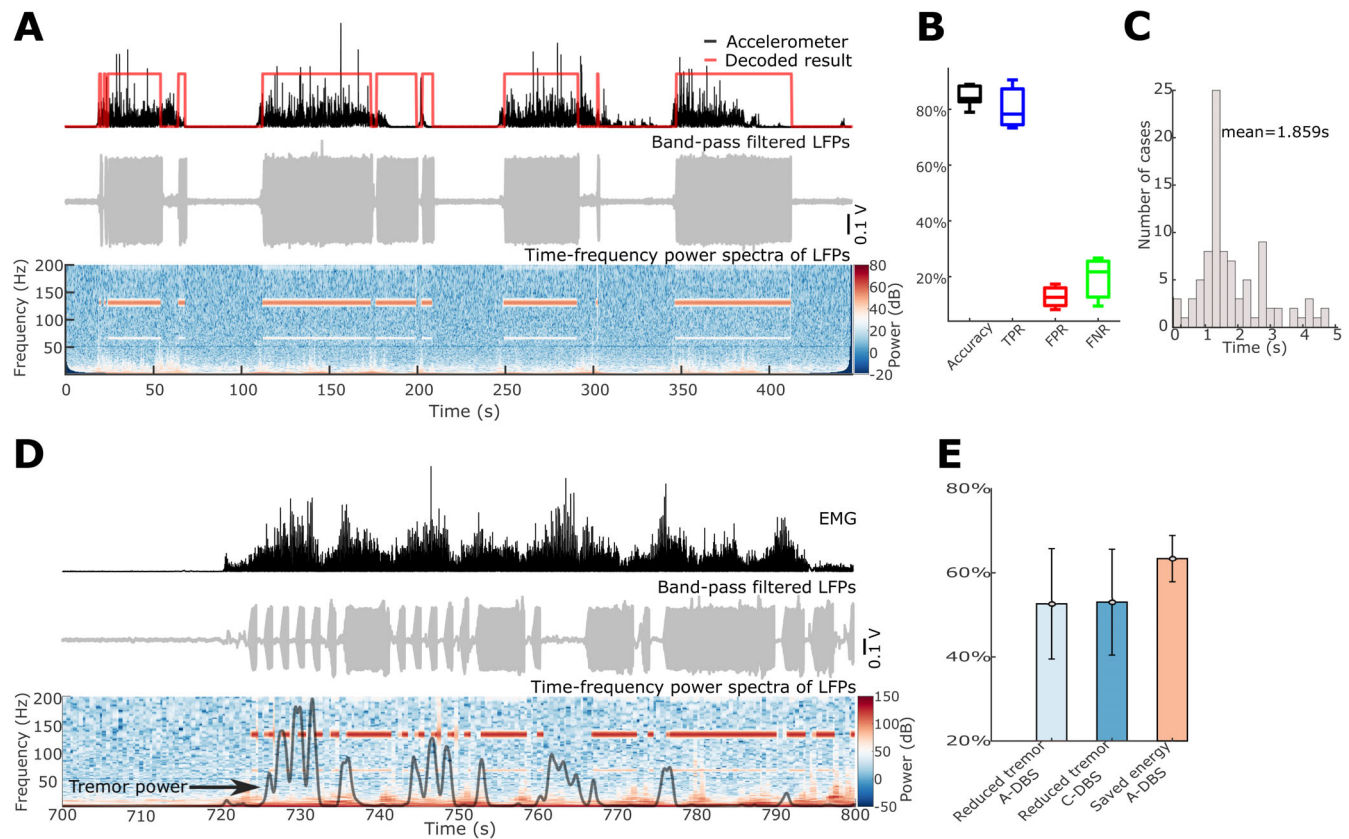 A
Accelerometer
Decoded result
Band-pass filtered LFPs
0.1 V
Time-frequency power spectra of LFPs
Frequency (Hz)
200
150
100
50
80
60
40
20
0
-20
Power (dB)
0
50
100
150
200
250
300
350
400
Time (s)
B
80%
60%
40%
20%
Accuracy
TPR
FPR
FNR
C
Number of cases
25
20
15
10
5
0
mean=1.859s
0
1
2
3
4
5
Time (s)
D
EMG
Band-pass filtered LFPs
0.1 V
Time-frequency power spectra of LFPs
Frequency (Hz)
200
150
100
50
Tremor power
150
100
50
0
-50
Power (dB)
700
710
720
730
740
750
760
770
780
790
800
Time (s)
E
80%
60%
40%
20%
Reduced tremor
A-DBS
Reduced tremor
C-DBS
Saved energy
A-DBS